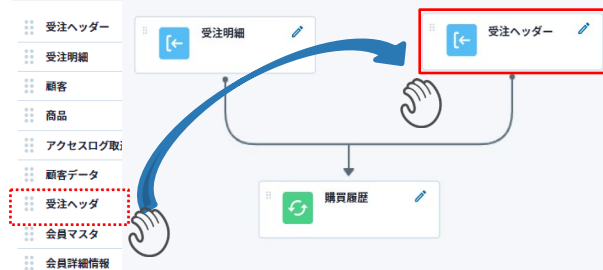 受注ヘッダー
受注明細
顧客
商品
アクセスログ取
顧客データ
受注ヘッダ
会員マスタ
会員詳細情報
受注明細
受注ヘッダー
購買履歴